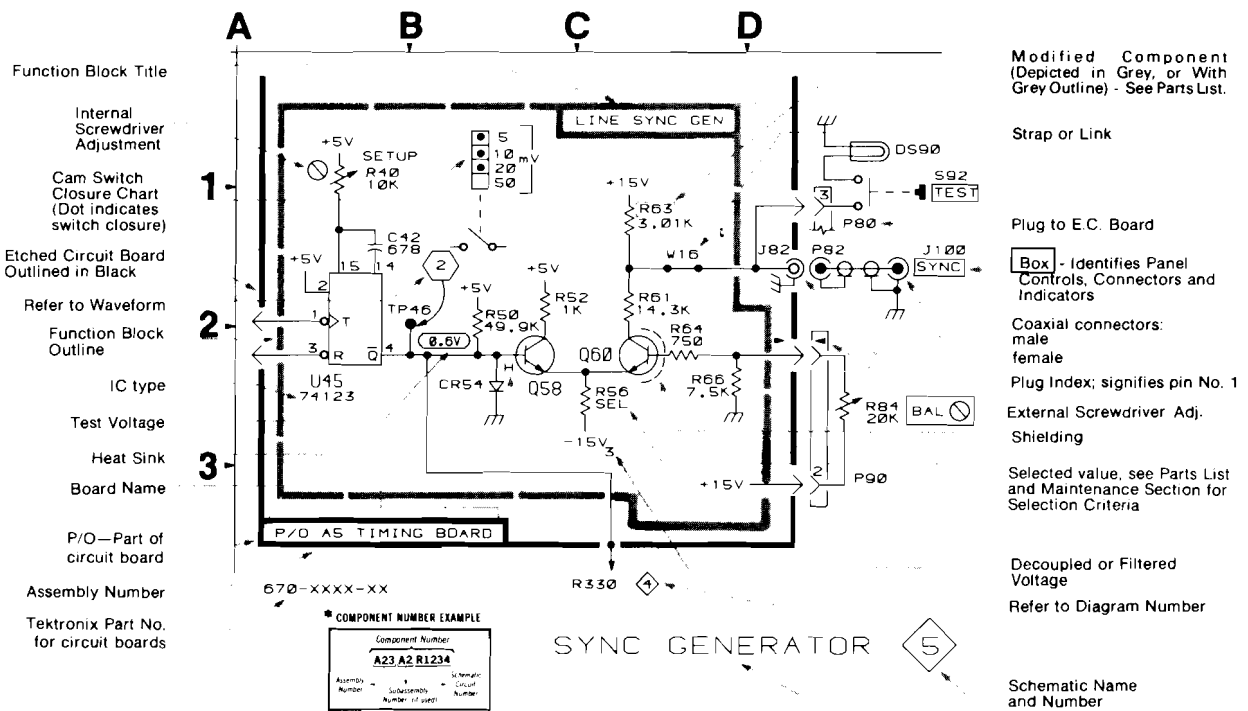 A B C D
Function Block Title
Internal
Screwdriver
Adjustment
Cam Switch
Closure Chart
(Dot indicates
switch closure)
Etched Circuit Board
Outlined in Black
Refer to Waveform
Function Block
Outline
IC type
Test Voltage
Heat Sink
Board Name
P/O—Part of
circuit board
Assembly Number
Tektronix Part No.
for circuit boards
1
2
3
LINE SYNC GEN
+5V
SETUP
R40
10K
5
10
20
50
mV
C42
678
+5V
15 14
2
1
T
3
R
Q
4
U45
74123
2
TP46
0.6V
+5V
R50
49.9K
CR54
H
+5V
R52
1K
Q58
Q60
R56
SEL
-15V3
+15V
R63
3.01K
W16
R61
14.3K
R64
750
R66
7.5K
+15V
DS90
S92
TEST
3
P80
J82 P82
J100
SYNC
R84
20K
BAL
2
P90
P/O A5 TIMING BOARD
670-XXXX-XX
R330 4
SYNC GENERATOR 5
* COMPONENT NUMBER EXAMPLE
Component Number
A23 A2 R1234
Assembly
Number
Subassembly
Number (if used)
Schematic
Circuit
Number
Modified Component
(Depicted in Grey, or With
Grey Outline) - See Parts List.
Strap or Link
Plug to E.C. Board
Box - Identifies Panel
Controls, Connectors and
Indicators
Coaxial connectors:
male
female
Plug Index; signifies pin No. 1
External Screwdriver Adj.
Shielding
Selected value, see Parts List
and Maintenance Section for
Selection Criteria
Decoupled or Filtered
Voltage
Refer to Diagram Number
Schematic Name
and Number